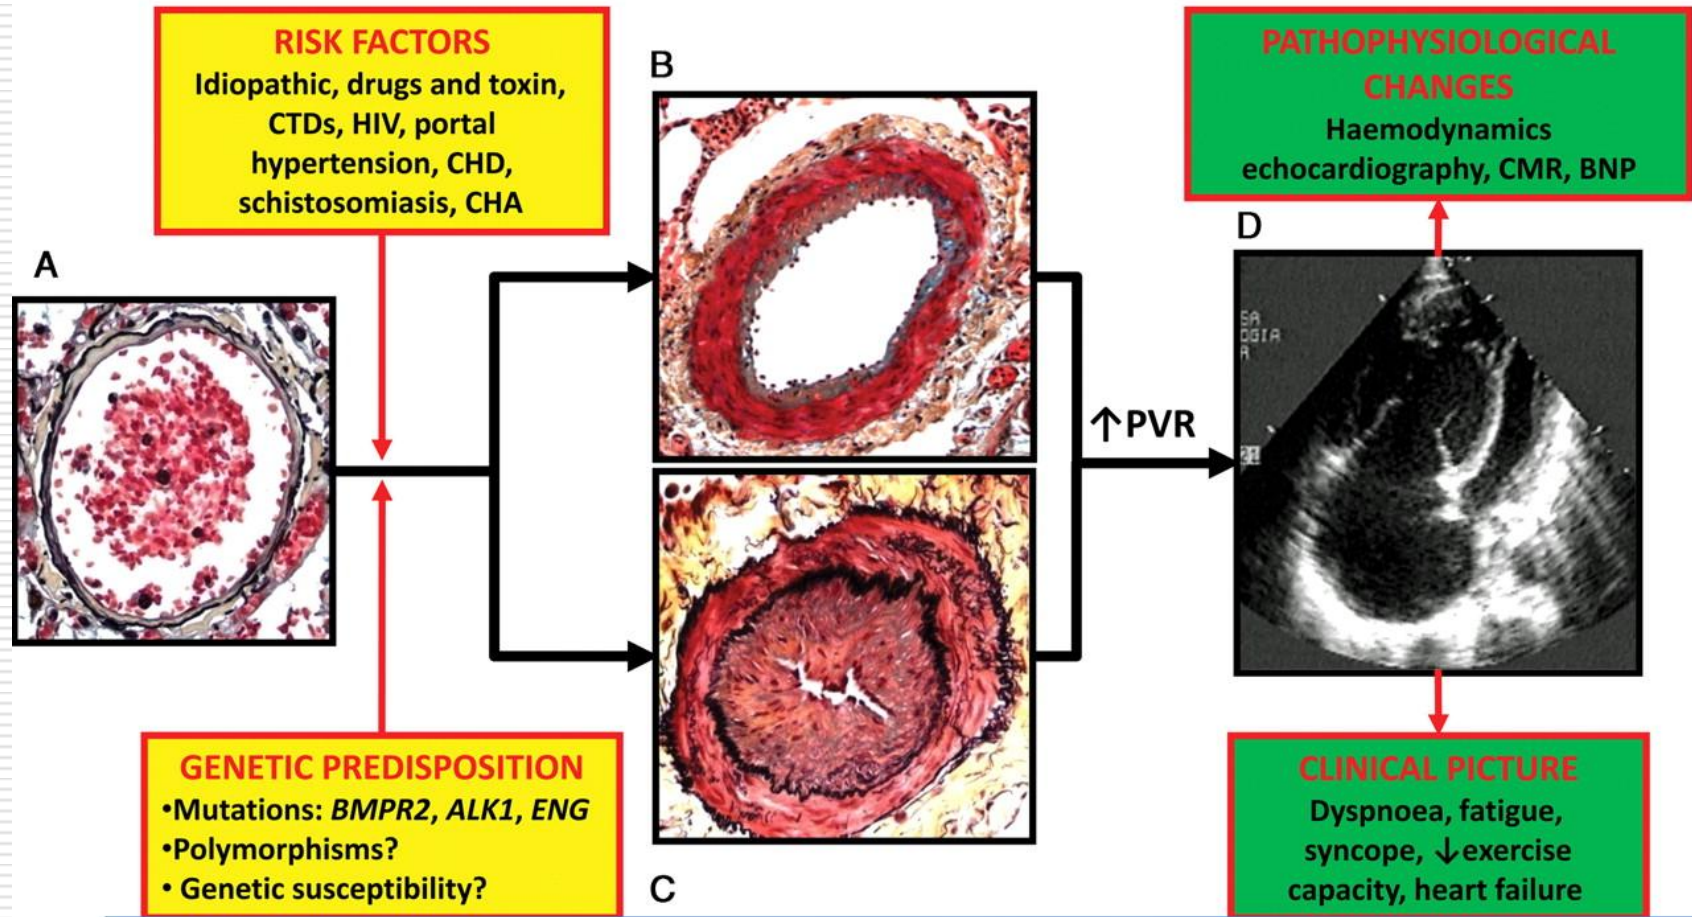 RISK FACTORS
Idiopathic, drugs and toxin,
CTDs, HIV, portal
hypertension, CHD,
schistosomiasis, CHA
A
GENETIC PREDISPOSITION
•Mutations: BMPR2, ALK1, ENG
•Polymorphisms?
• Genetic susceptibility?
B
C
↑PVR
PATHOPHYSIOLOGICAL
CHANGES
Haemodynamics
echocardiography, CMR, BNP
D
CLINICAL PICTURE
Dyspnoea, fatigue,
syncope, ↓exercise
capacity, heart failure